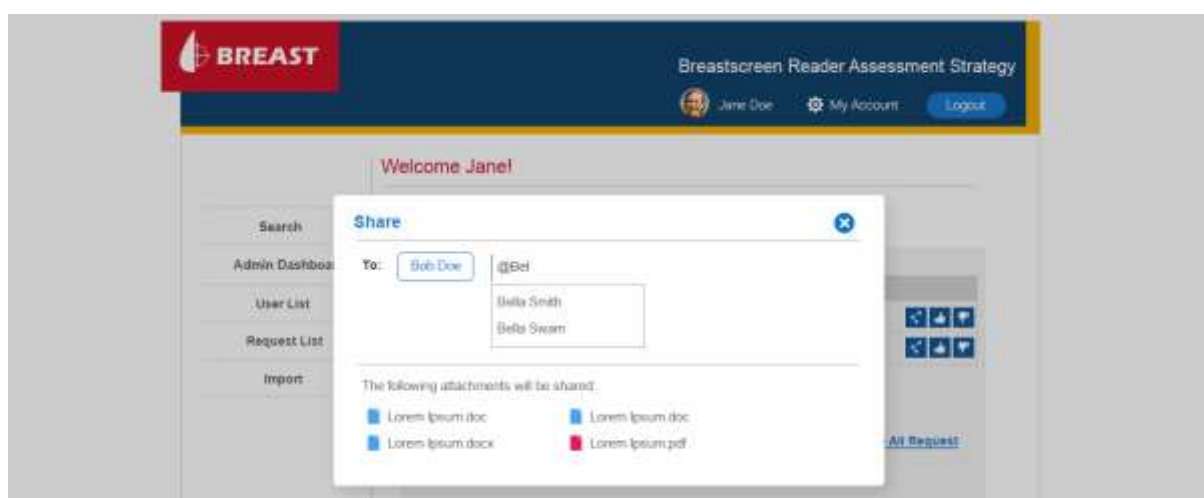 BREAST
Breastscreen Reader Assessment Strategy
Jane Doe My Account Logout
Welcome Jane!
Search
Admin Dashboa
User List
Request List
Import
Share
To: Bob Doe @Bel
Bella Smith
Bella Swam
The following attachments will be shared:
Lorem Ipsum.doc Lorem Ipsum.doc
Lorem Ipsum.docx Lorem Ipsum.pdf
All Request